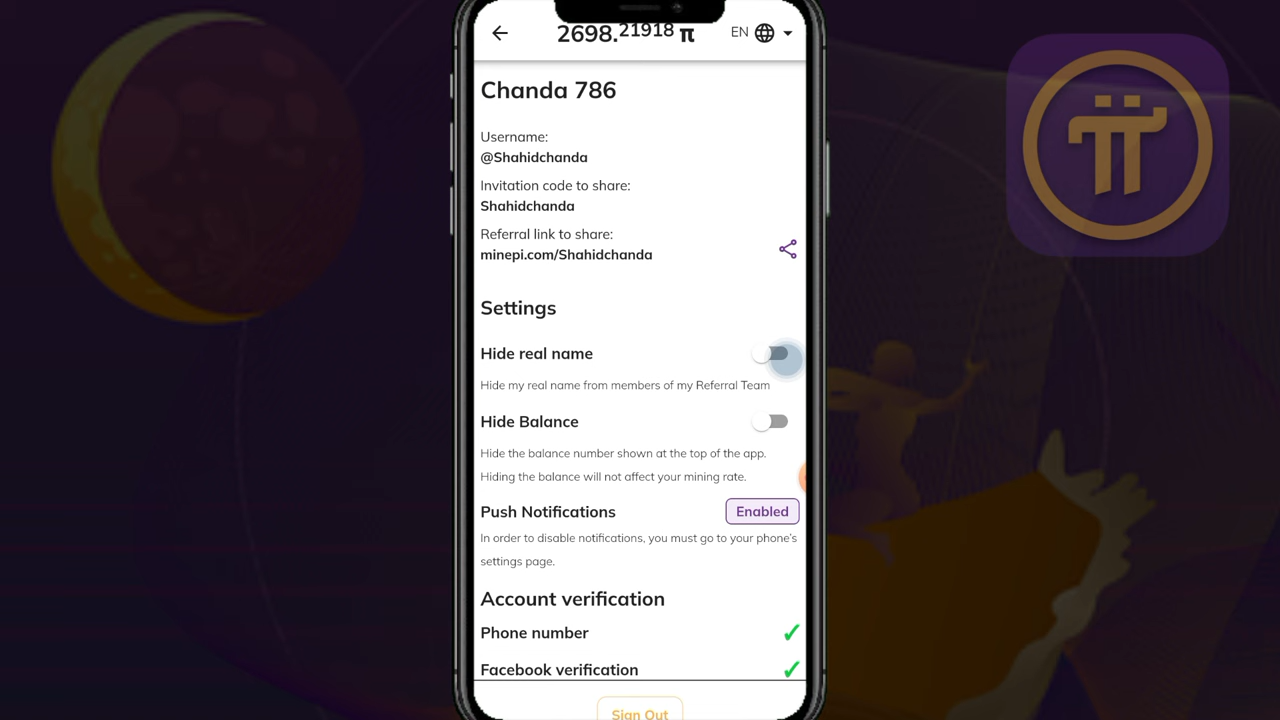 2698.21918 π
EN
Chanda 786
Username:
@Shahidchanda
Invitation code to share:
Shahidchanda
Referral link to share:
minepi.com/Shahidchanda
Settings
Hide real name
Hide my real name from members of my Referral Team
Hide Balance
Hide the balance number shown at the top of the app.
Hiding the balance will not affect your mining rate.
Push Notifications
Enabled
In order to disable notifications, you must go to your phone's
settings page.
Account verification
Phone number
Facebook verification
Sign Out